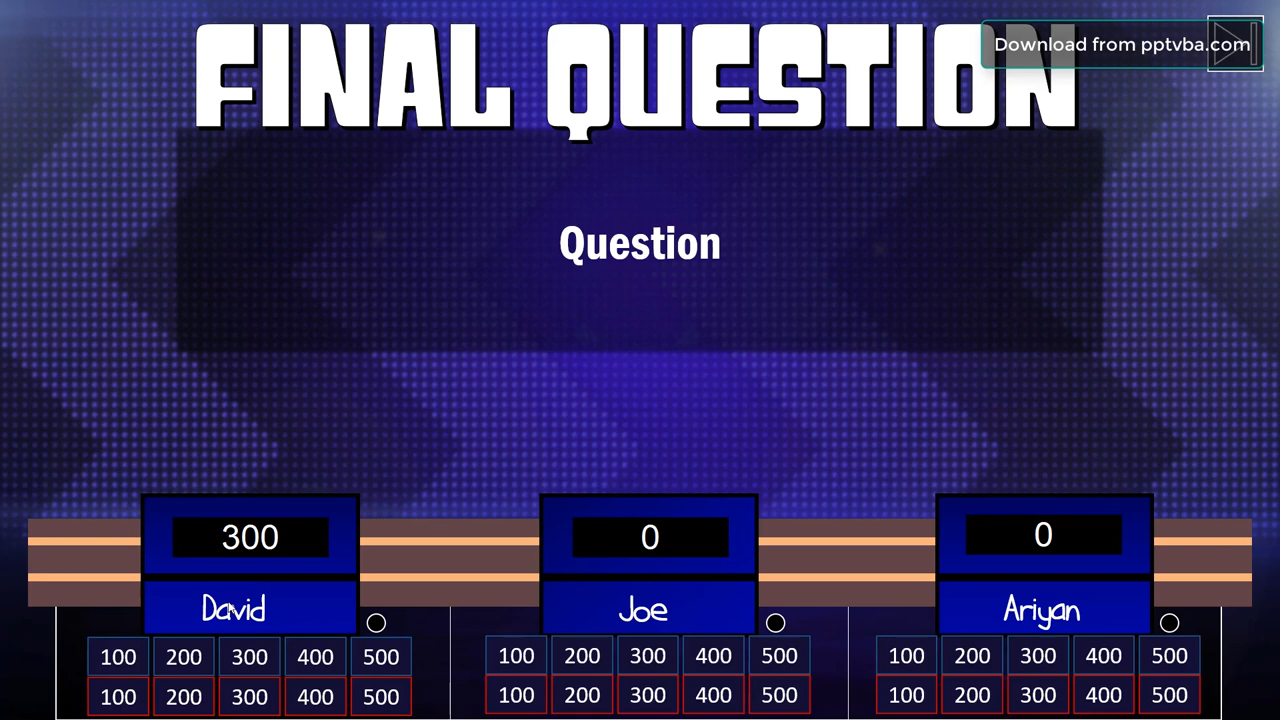 FINAL QUESTION
Download from pptvba.com
Question
300 0 0
David Joe Ariyan
100 200 300 400 500 100 200 300 400 500 100 200 300 400 500
100 200 300 400 500 100 200 300 400 500 100 200 300 400 500